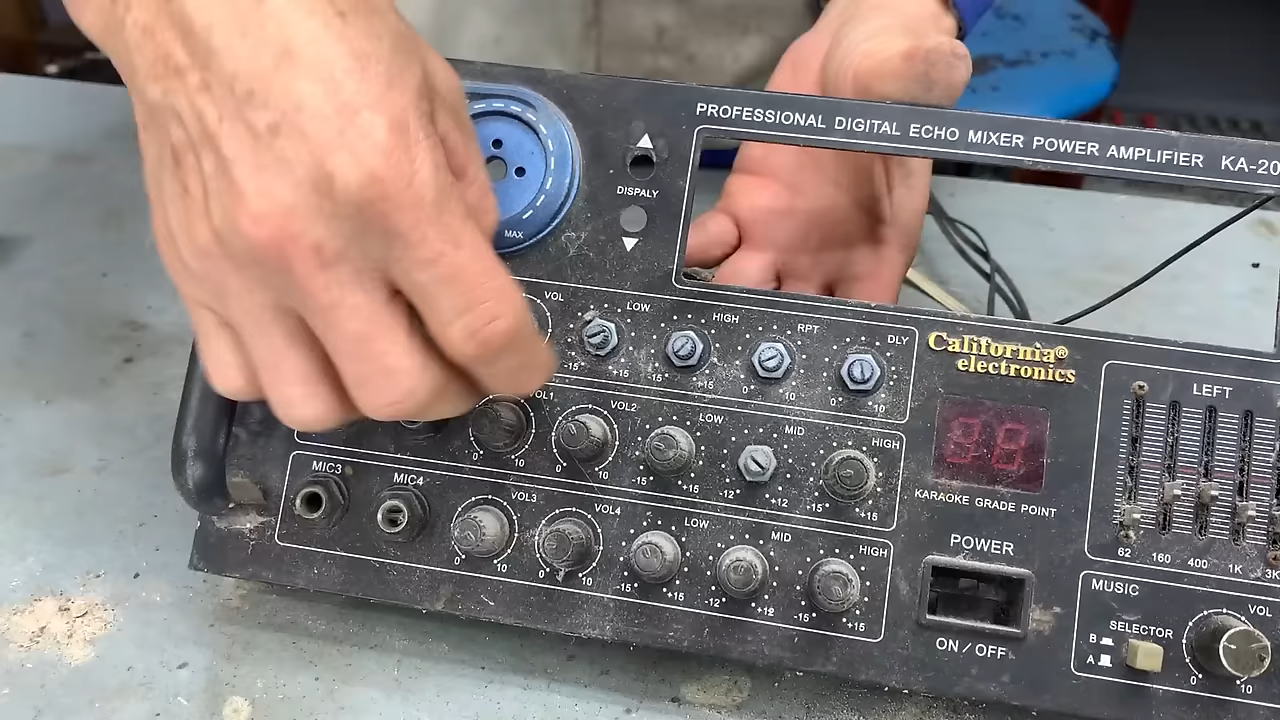 PROFESSIONAL DIGITAL ECHO MIXER POWER AMPLIFIER KA-20
DISPALY
MAX
VOL LOW HIGH RPT DLY
-15 +15 -15 +15 0 10 0 10
California®
electronics
VOL1 VOL2 LOW MID HIGH
0 10 0 10 -15 +15 -12 +12 -15 +15
38
KARAOKE GRADE POINT
MIC3 MIC4 VOL3 VOL4 LOW MID HIGH
0 10 0 10 -15 +15 -12 +12 -15 +15
POWER
ON / OFF
LEFT
62 160 400 1K 3K
MUSIC
SELECTOR
B
A
VOL
0 10